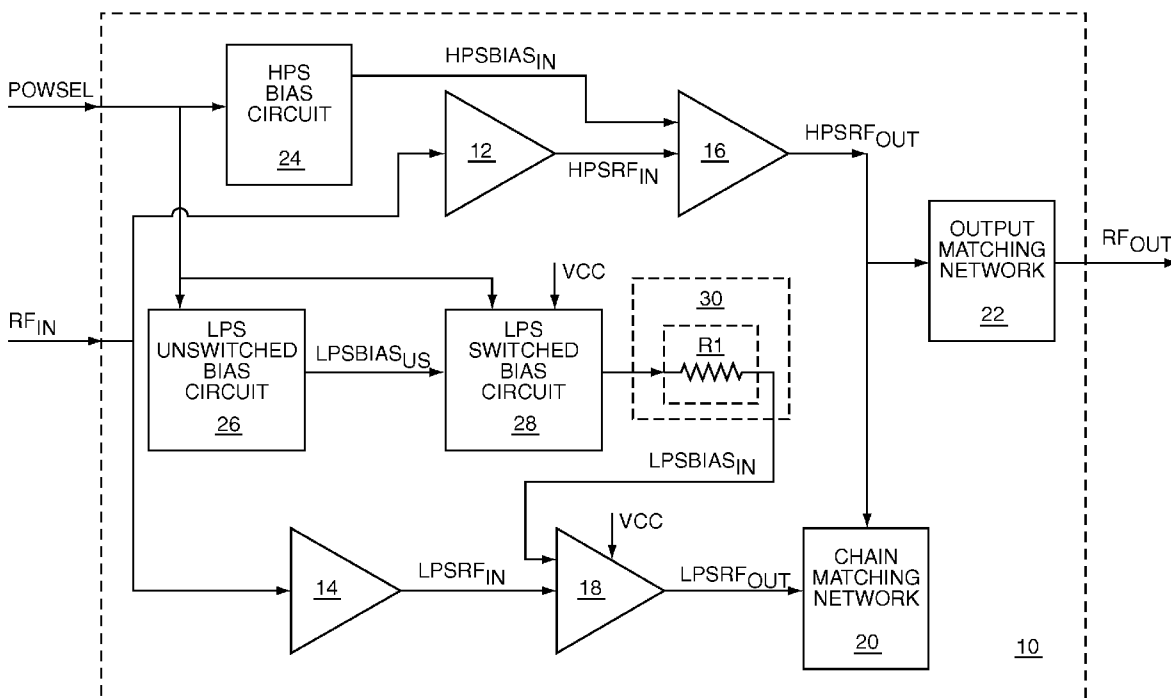 HPSBIASIN
POWSEL
HPS
BIAS
CIRCUIT
24
12
16
HPSRFOUT
HPSRFIN
OUTPUT
MATCHING
NETWORK
22
RFOUT
VCC
30
R1
RFIN
LPS
UNSWITCHED
BIAS
CIRCUIT
26
LPSBIASUS
LPS
SWITCHED
BIAS
CIRCUIT
28
LPSBIASIN
VCC
14
LPSRFIN
18
LPSRFOUT
CHAIN
MATCHING
NETWORK
20
10